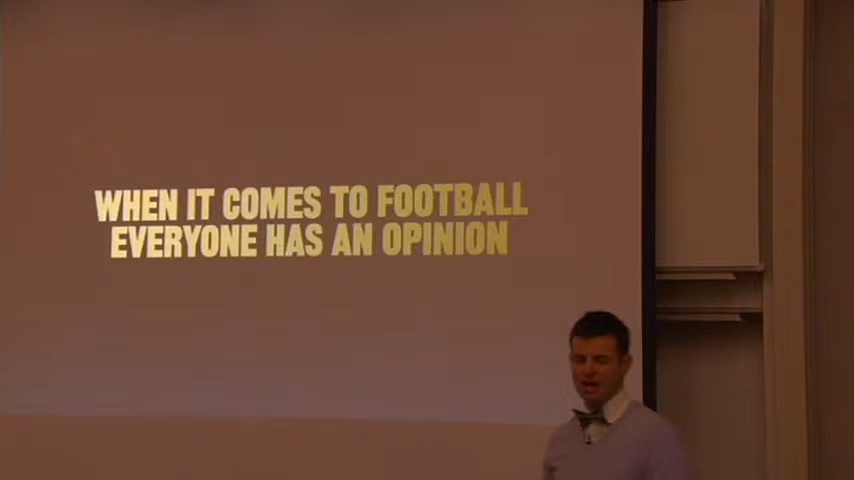 WHEN IT COMES TO FOOTBALL
EVERYONE HAS AN OPINION